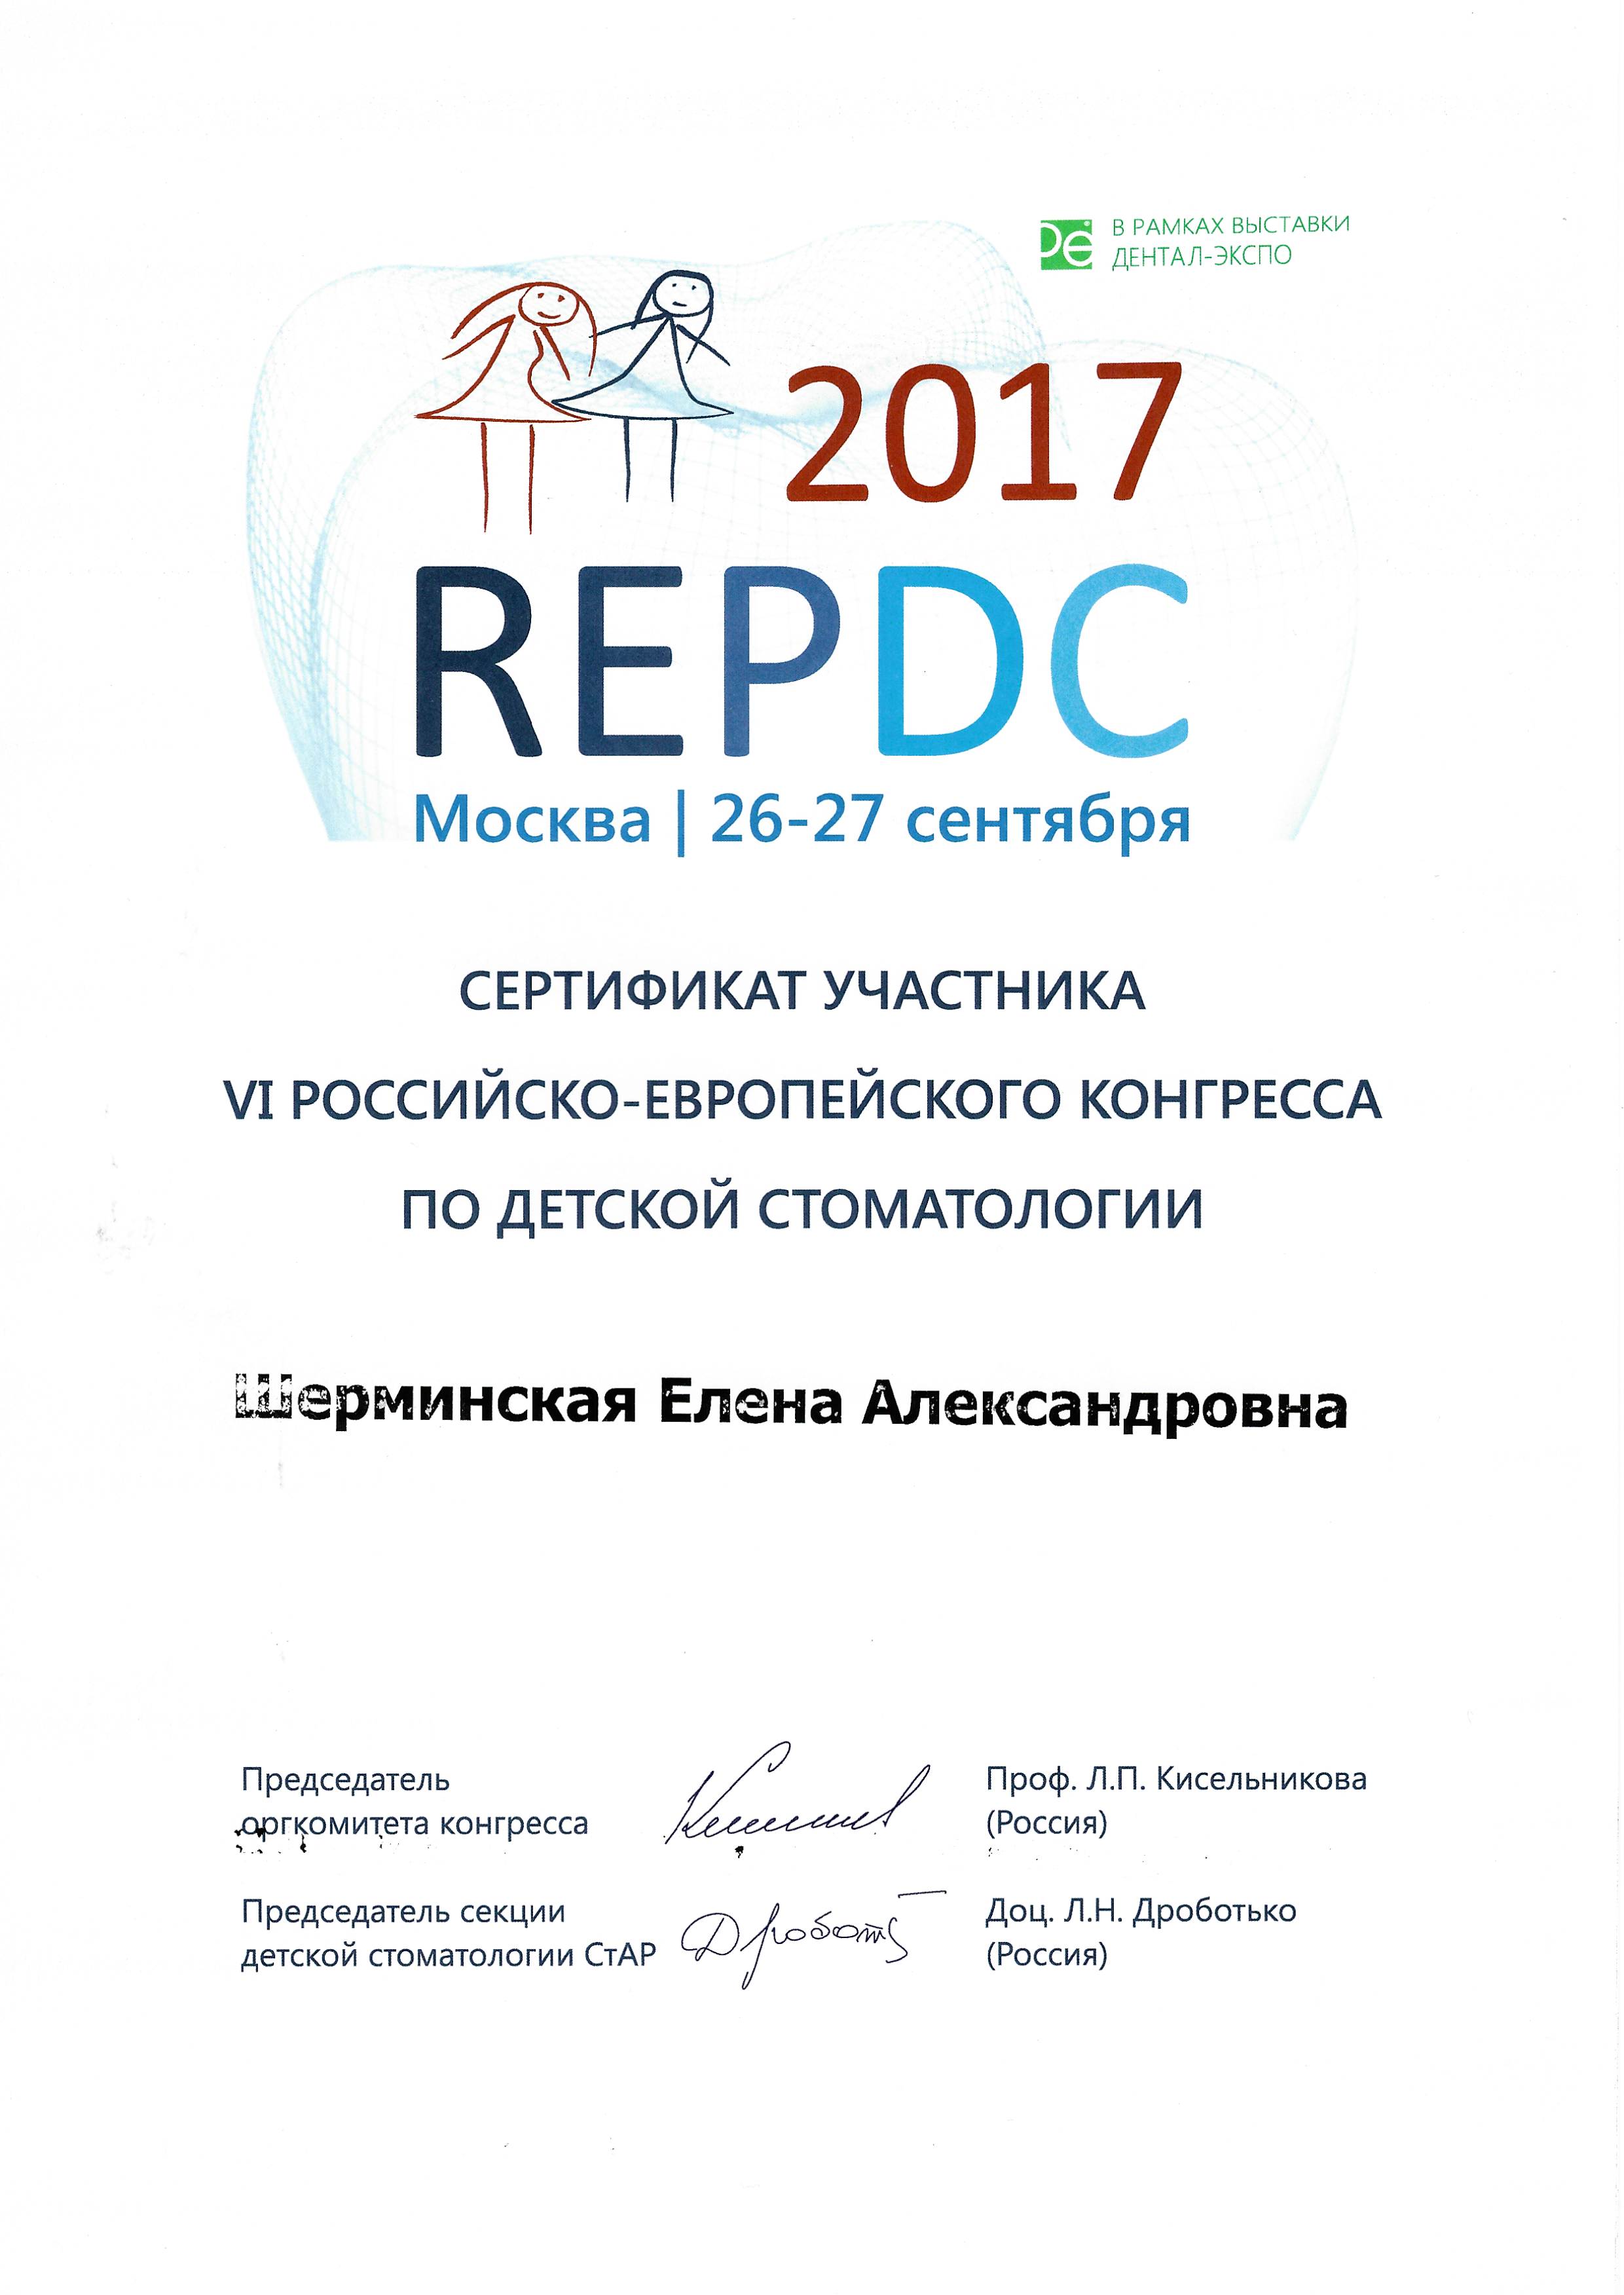 В РАМКАХ ВЫСТАВКИ
ДЕНТАЛ-ЭКСПО
2017
REPDC
Москва | 26-27 сентября
СЕРТИФИКАТ УЧАСТНИКА
VI РОССИЙСКО-ЕВРОПЕЙСКОГО КОНГРЕССА
ПО ДЕТСКОЙ СТОМАТОЛОГИИ
Шерминская Елена Александровна
Председатель
оргкомитета конгресса
Проф. Л.П. Кисельникова
(Россия)
Председатель секции
детской стоматологии СтАР
Доц. Л.Н. Дроботько
(Россия)